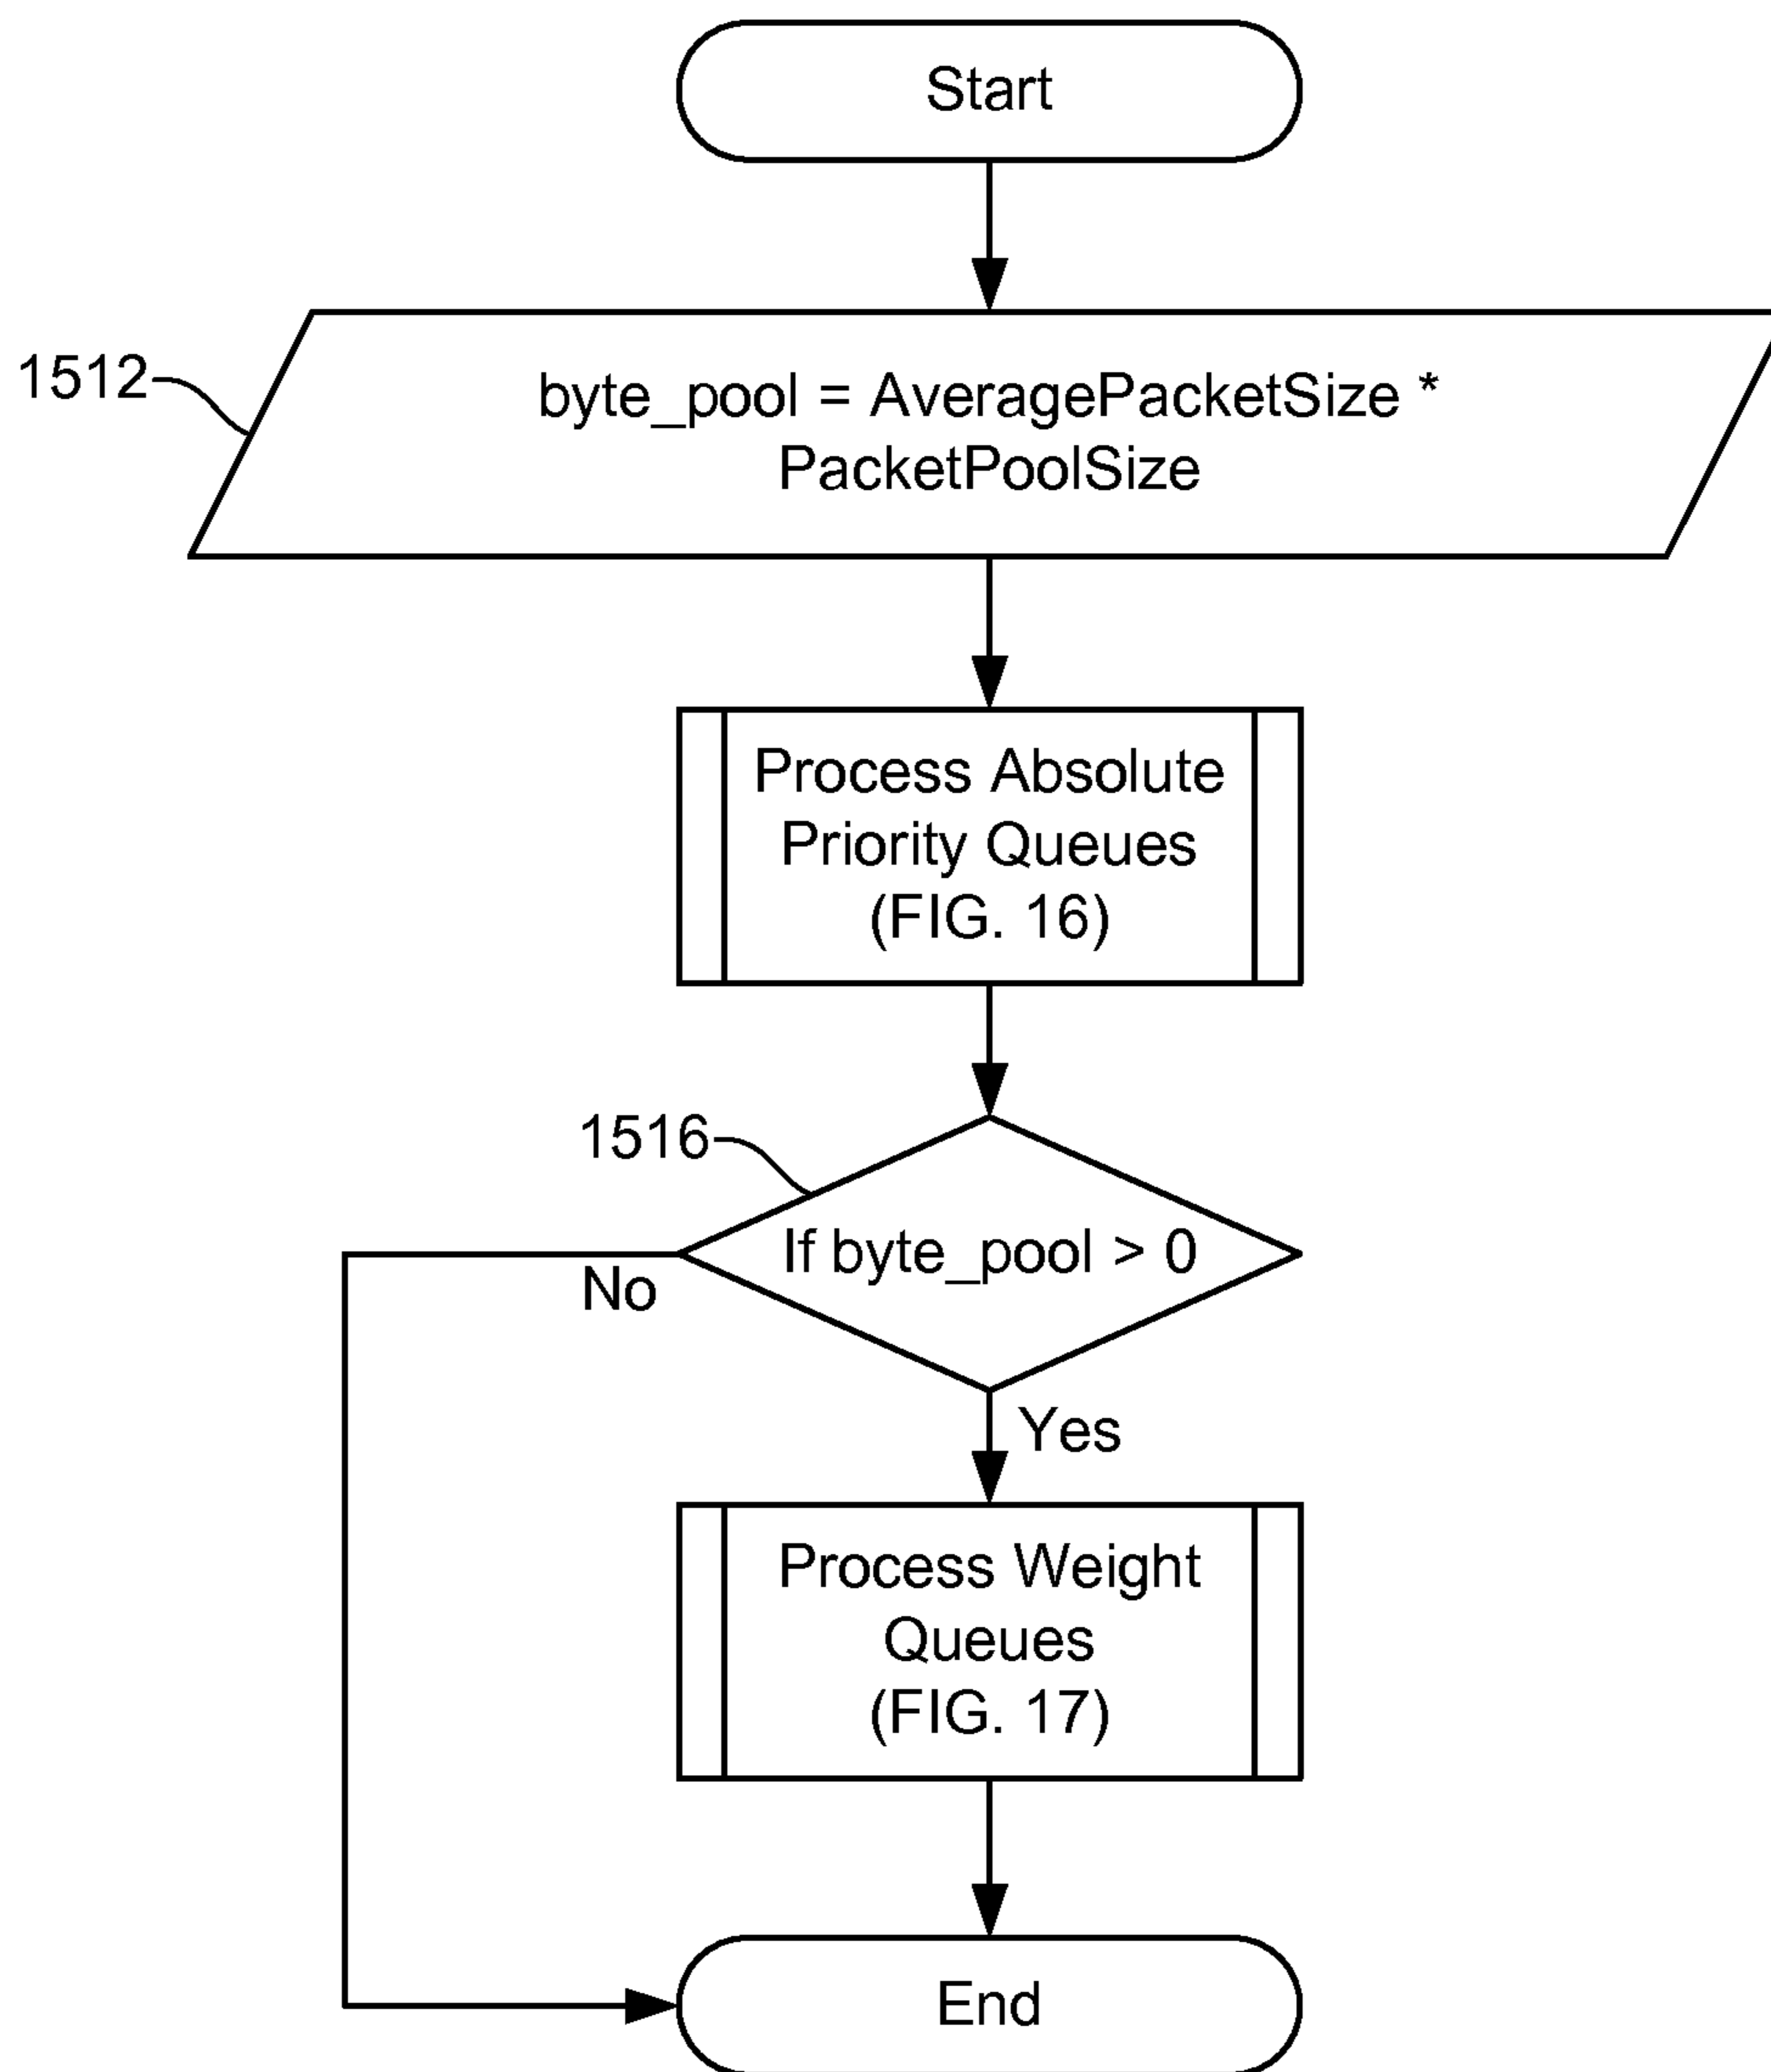 Start
1512
byte_pool = AveragePacketSize *
PacketPoolSize
Process Absolute
Priority Queues
(FIG. 16)
1516
If byte_pool > 0
No
Yes
Process Weight
Queues
(FIG. 17)
End